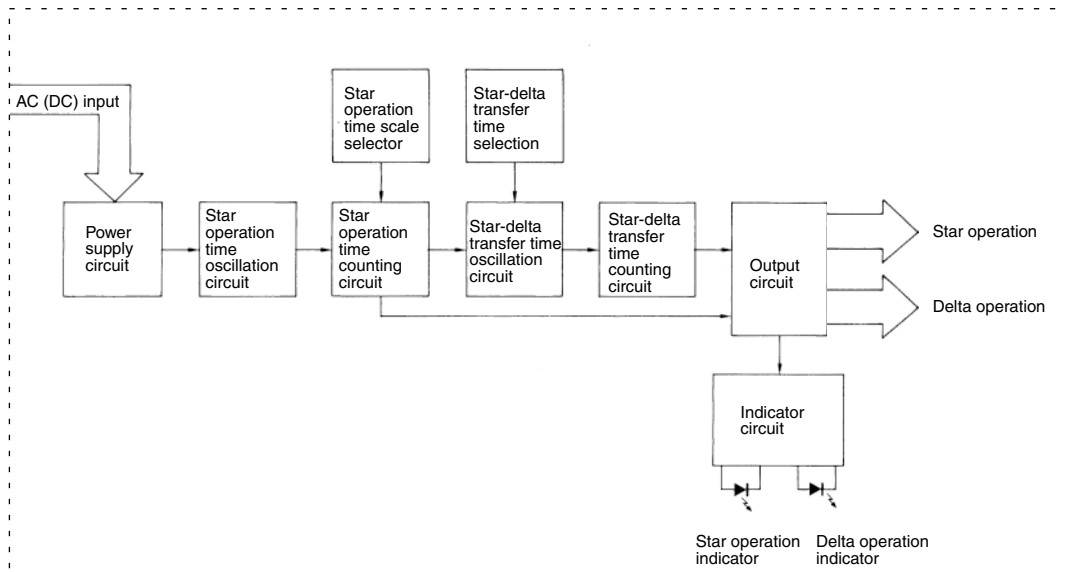 AC (DC) input
Star
operation
time scale
selector
Star-delta
transfer
time
selection
Power
supply
circuit
Star
operation
time
oscillation
circuit
Star
operation
time
counting
circuit
Star-delta
transfer time
oscillation
circuit
Star-delta
transfer
time
counting
circuit
Output
circuit
Star operation
Delta operation
Indicator
circuit
Star operation
indicator
Delta operation
indicator